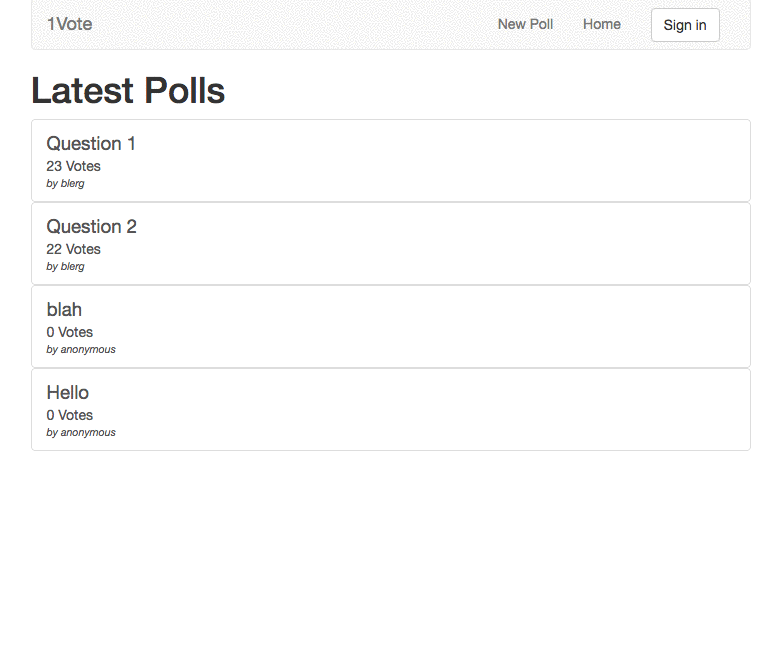 1Vote
New Poll Home Sign in
Latest Polls
Question 1
23 Votes
by blerg
Question 2
22 Votes
by blerg
blah
0 Votes
by anonymous
Hello
0 Votes
by anonymous